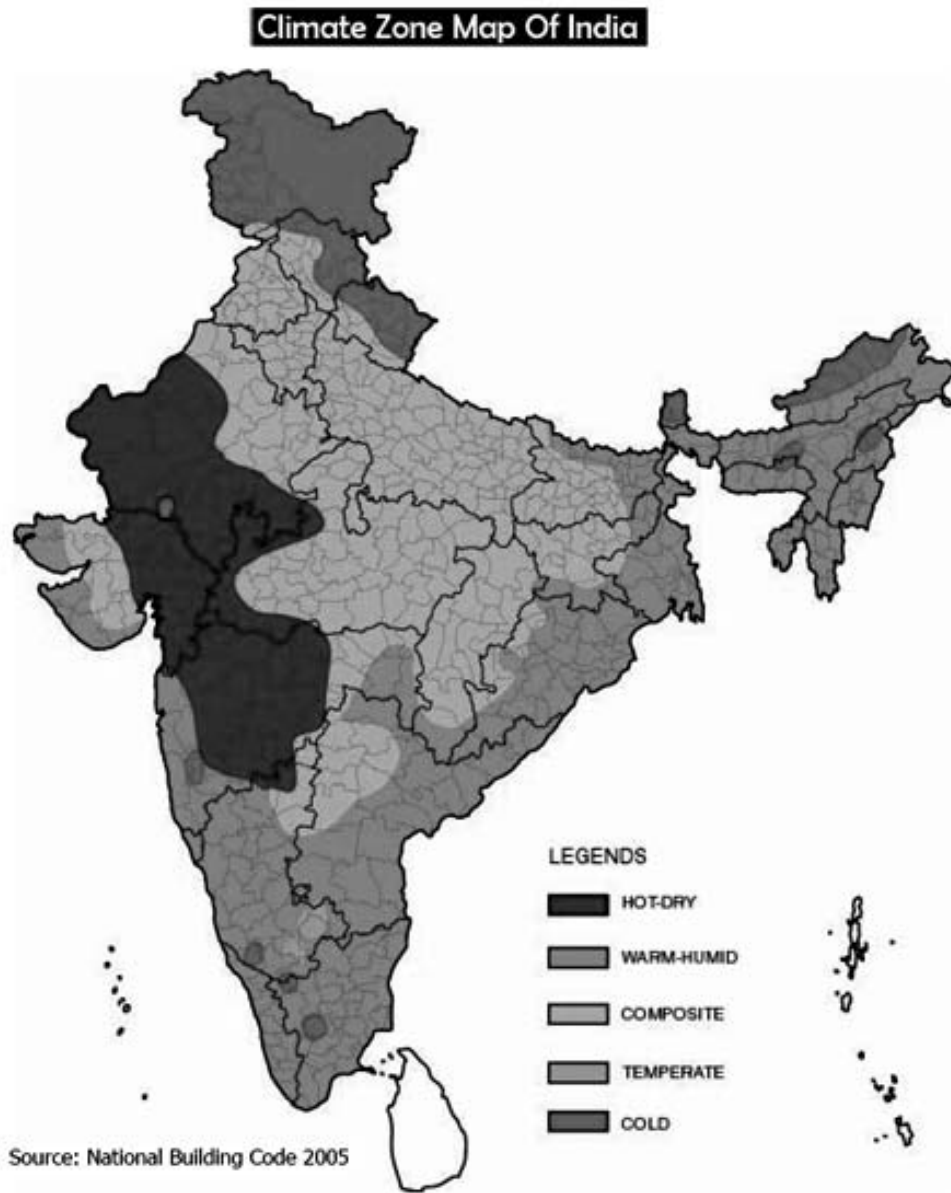 Climate Zone Map Of India
LEGENDS
HOT-DRY
WARM-HUMID
COMPOSITE
TEMPERATE
COLD
Source: National Building Code 2005